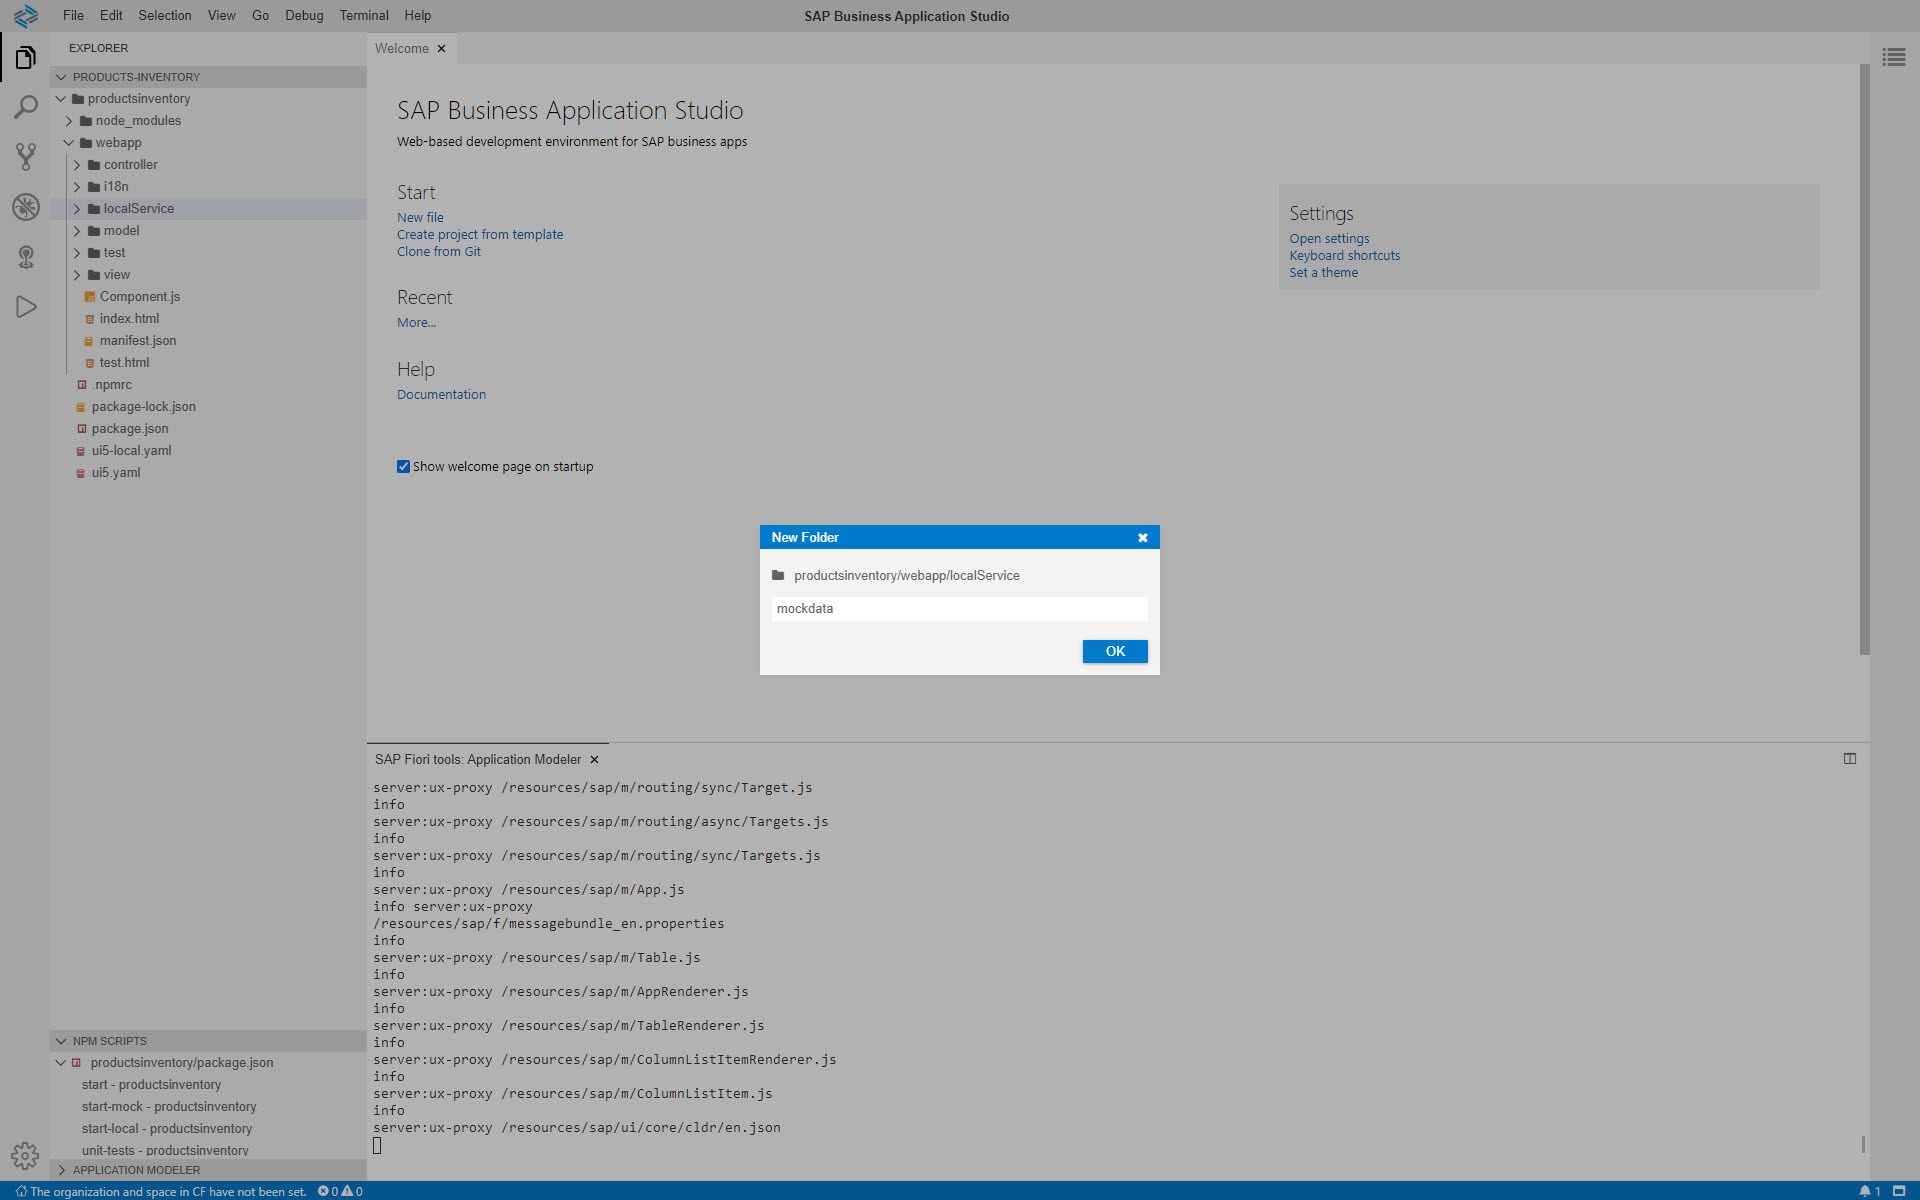 File Edit Selection View Go Debug Terminal Help
SAP Business Application Studio
EXPLORER
PRODUCTS-INVENTORY
productsinventory
node_modules
webapp
controller
i18n
localService
model
test
view
Component.js
index.html
manifest.json
test.html
.npmrc
package-lock.json
package.json
ui5-local.yaml
ui5.yaml
NPM SCRIPTS
productsinventory/package.json
start - productsinventory
start-mock - productsinventory
start-local - productsinventory
unit-tests - productsinventory
APPLICATION MODELER
Welcome
SAP Business Application Studio
Web-based development environment for SAP business apps
Start
New file
Create project from template
Clone from Git
Recent
More...
Help
Documentation
Show welcome page on startup
Settings
Open settings
Keyboard shortcuts
Set a theme
New Folder
productsinventory/webapp/localService
mockdata
OK
SAP Fiori tools: Application Modeler
server:ux-proxy /resources/sap/m/routing/sync/Target.js
info
server:ux-proxy /resources/sap/m/routing/async/Targets.js
info
server:ux-proxy /resources/sap/m/routing/sync/Targets.js
info
server:ux-proxy /resources/sap/m/App.js
info server:ux-proxy
/resources/sap/f/messagebundle_en.properties
info
server:ux-proxy /resources/sap/m/Table.js
info
server:ux-proxy /resources/sap/m/AppRenderer.js
info
server:ux-proxy /resources/sap/m/TableRenderer.js
info
server:ux-proxy /resources/sap/m/ColumnListItemRenderer.js
info
server:ux-proxy /resources/sap/m/ColumnListItem.js
info
server:ux-proxy /resources/sap/ui/core/cldr/en.json
The organization and space in CF have not been set. 0 0
1